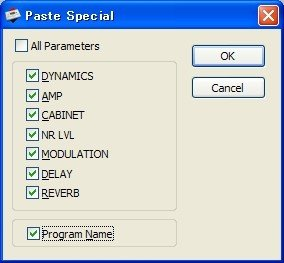 Paste Special
All Parameters
OK
DYNAMICS
Cancel
AMP
CABINET
NR LVL
MODULATION
DELAY
REVERB
Program Name